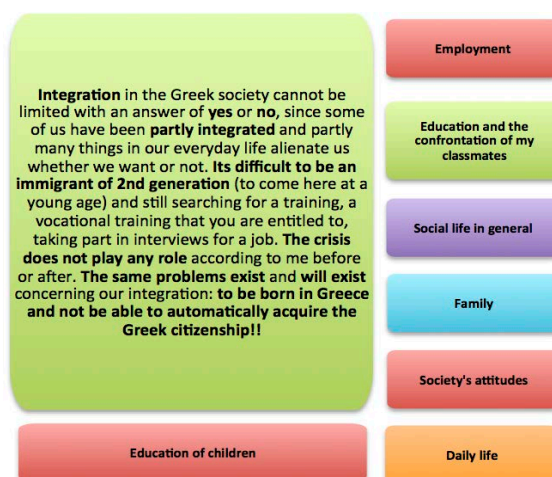 Integration in the Greek society cannot be
limited with an answer of yes or no, since some
of us have been partly integrated and partly
many things in our everyday life alienate us
whether we want or not. Its difficult to be an
immigrant of 2nd generation (to come here at a
young age) and still searching for a training, a
vocational training that you are entitled to,
taking part in interviews for a job. The crisis
does not play any role according to me before
or after. The same problems exist and will exist
concerning our integration: to be born in Greece
and not be able to automatically acquire the
Greek citizenship!!
Employment
Education and the
confrontation of my
classmates
Social life in general
Family
Society's attitudes
Education of children
Daily life